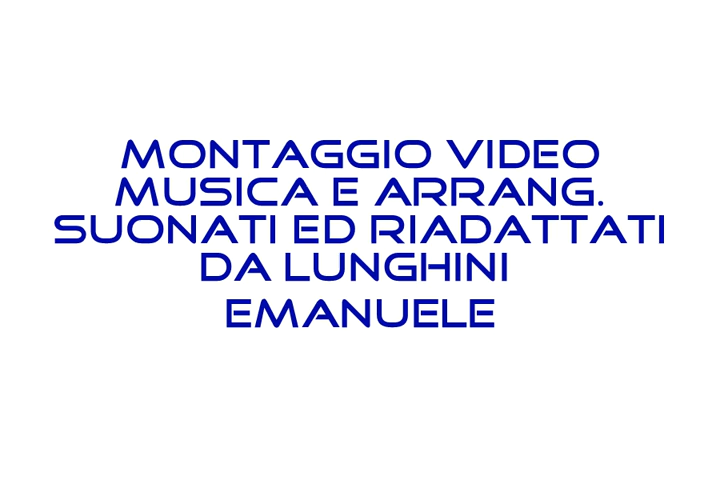 MONTAGGIO VIDEO
MUSICA E ARRANG.
SUONATI ED RIADATTATI
DA LUNGHINI
EMANUELE